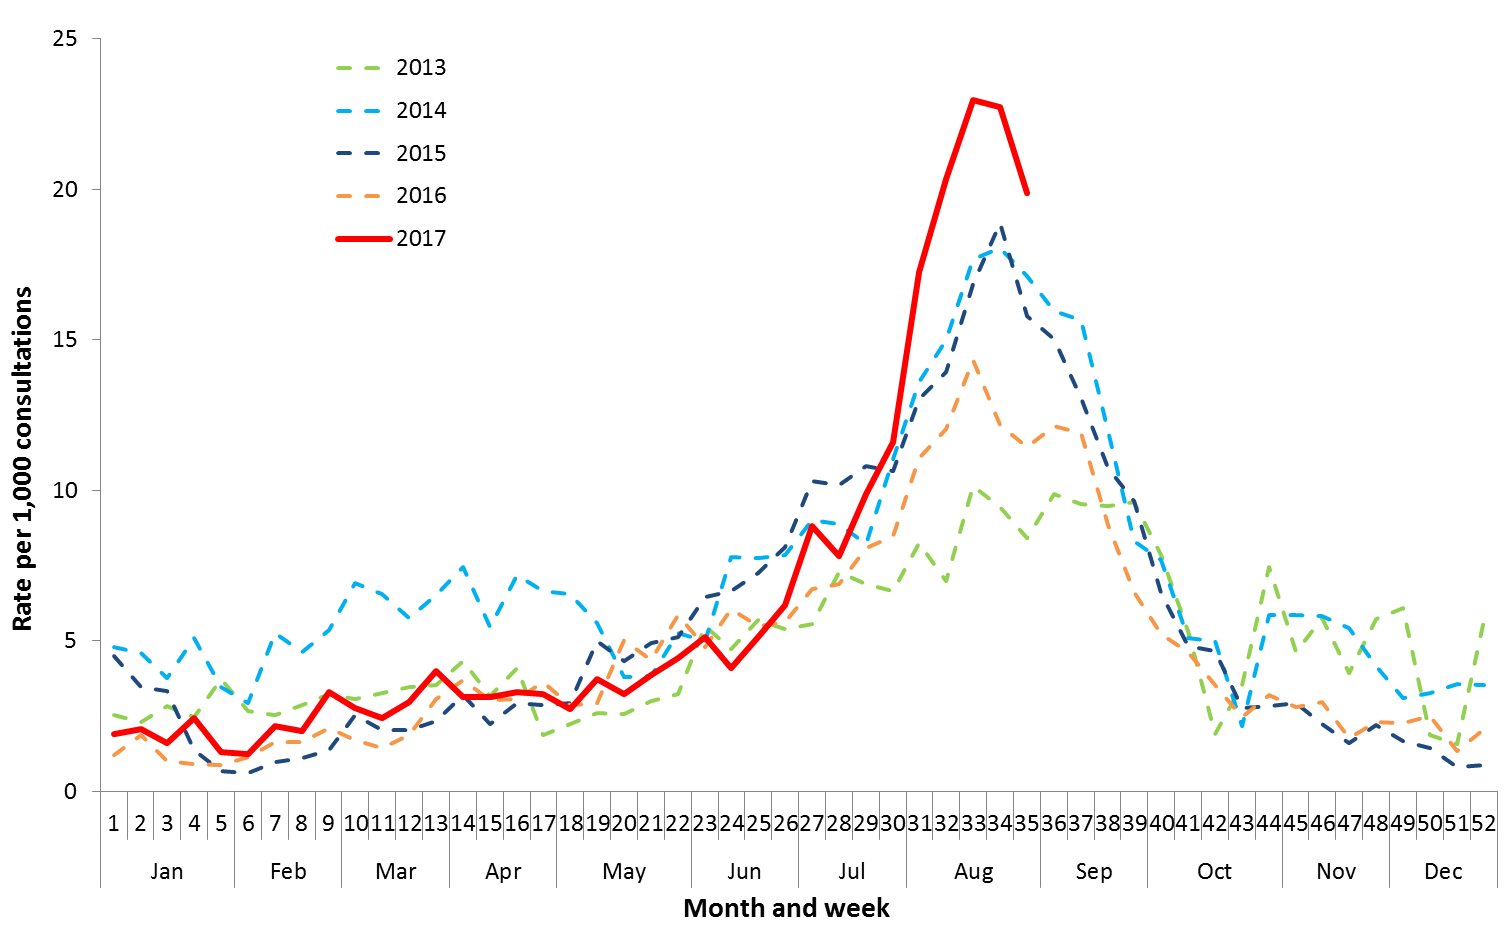 25
20
15
10
5
0
Rate per 1,000 consultations
2013
2014
2015
2016
2017
1 2 3 4 5 6 7 8 9 10 11 12 13 14 15 16 17 18 19 20 21 22 23 24 25 26 27 28 29 30 31 32 33 34 35 36 37 38 39 40 41 42 43 44 45 46 47 48 49 50 51 52
Jan Feb Mar Apr May Jun Jul Aug Sep Oct Nov Dec
Month and week